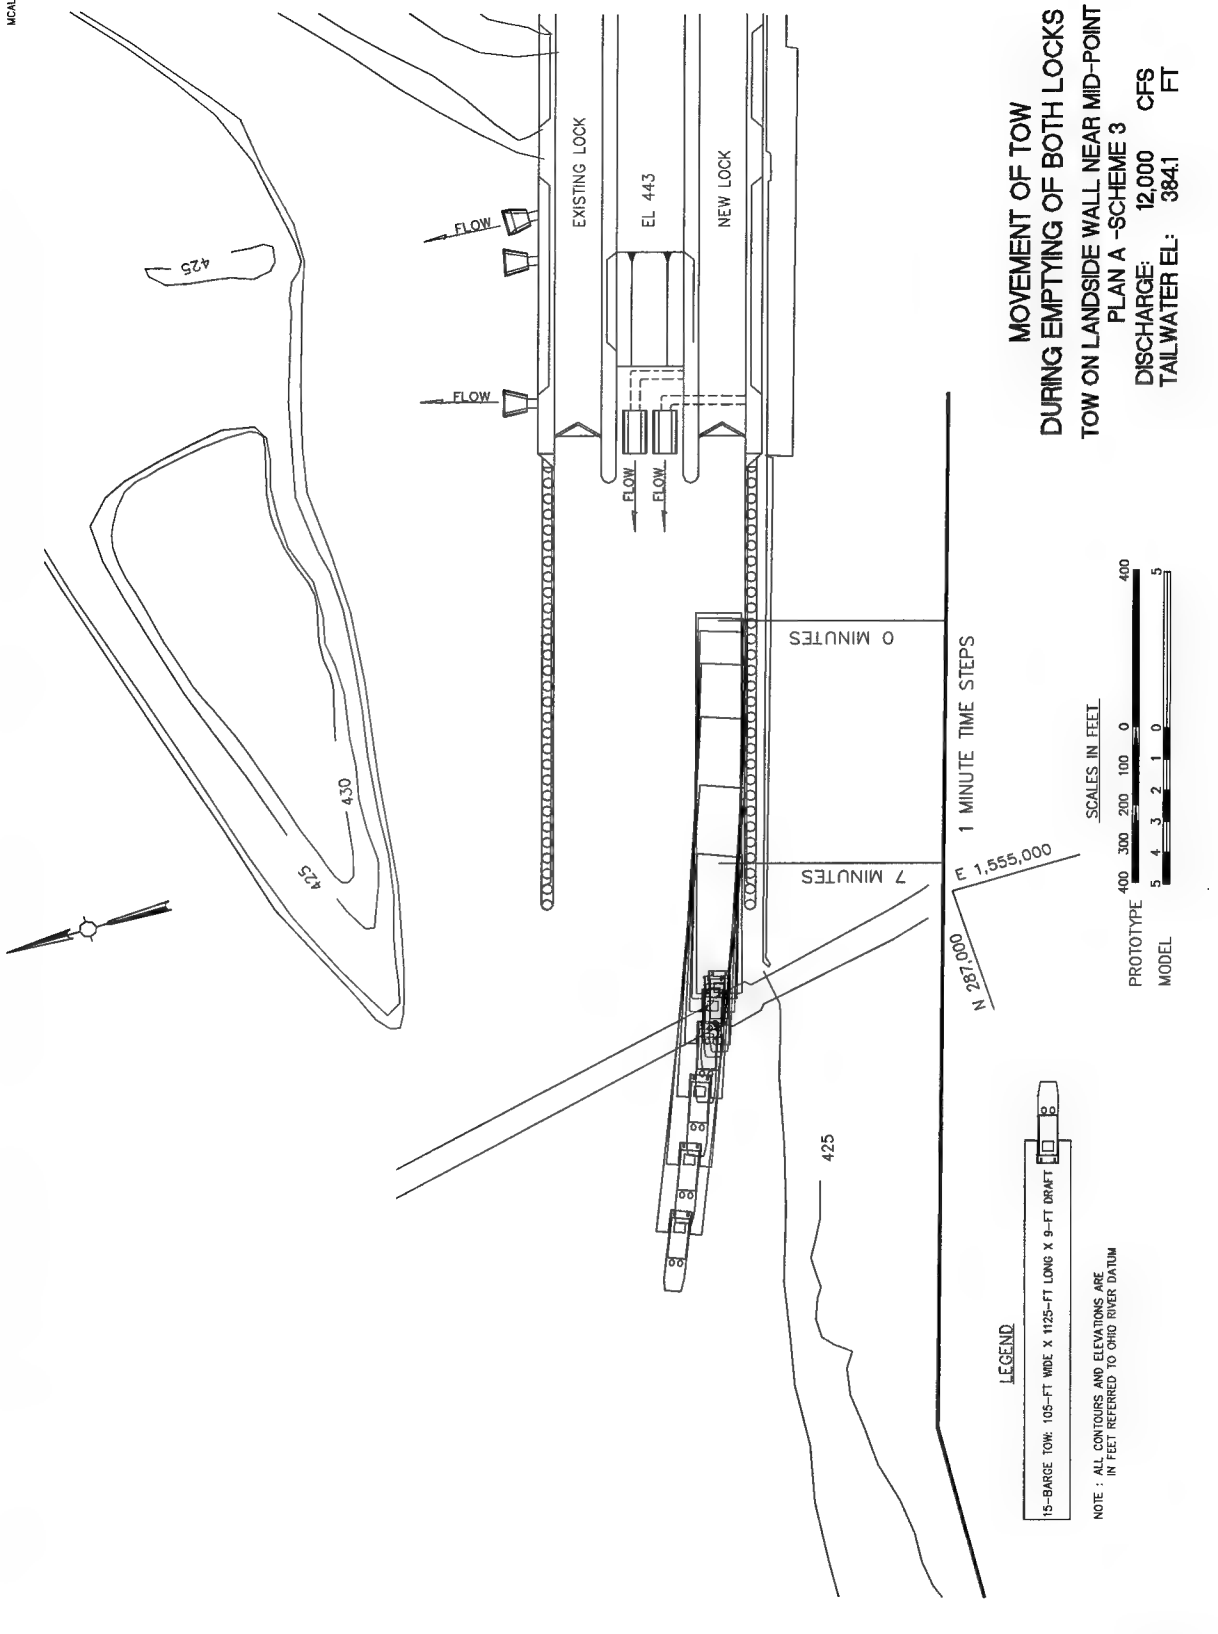 MCAL
FLOW
FLOW
EXISTING LOCK
EL 443
NEW LOCK
FLOW
FLOW
425
430
425
425
0 MINUTES
7 MINUTES
1 MINUTE TIME STEPS
E 1,555,000
N 287,000
SCALES IN FEET
PROTOTYPE 400 300 200 100 0 400
MODEL 5 4 3 2 1 0 5
LEGEND
15-BARGE TOW: 105-FT WIDE X 1125-FT LONG X 9-FT DRAFT
NOTE : ALL CONTOURS AND ELEVATIONS ARE
IN FEET REFERRED TO OHIO RIVER DATUM
MOVEMENT OF TOW
DURING EMPTYING OF BOTH LOCKS
TOW ON LANDSIDE WALL NEAR MID-POINT
PLAN A -SCHEME 3
DISCHARGE: 12,000 CFS
TAILWATER EL: 384.1 FT